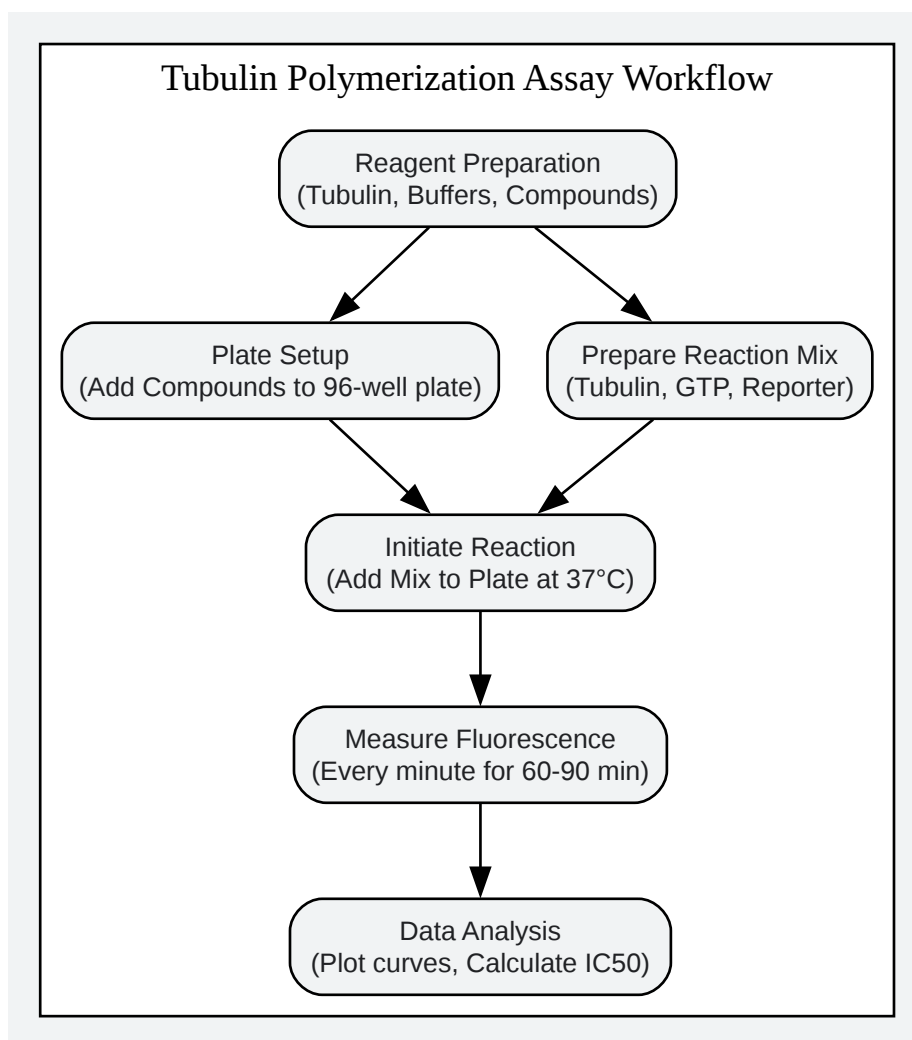 Tubulin Polymerization Assay Workflow
Reagent Preparation
(Tubulin, Buffers, Compounds)
Plate Setup
(Add Compounds to 96-well plate)
Prepare Reaction Mix
(Tubulin, GTP, Reporter)
Initiate Reaction
(Add Mix to Plate at 37°C)
Measure Fluorescence
(Every minute for 60-90 min)
Data Analysis
(Plot curves, Calculate IC50)